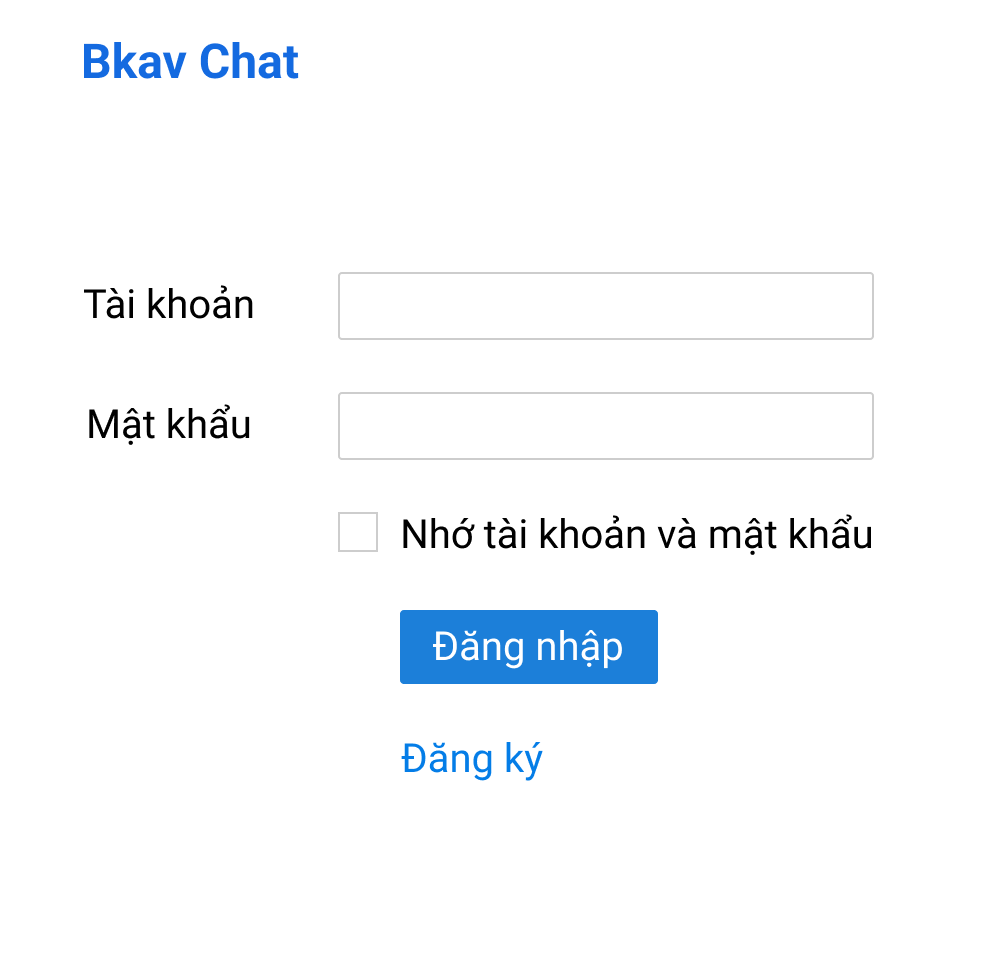 Bkav Chat
Tài khoản
Mật khẩu
Nhớ tài khoản và mật khẩu
Đăng nhập
Đăng ký